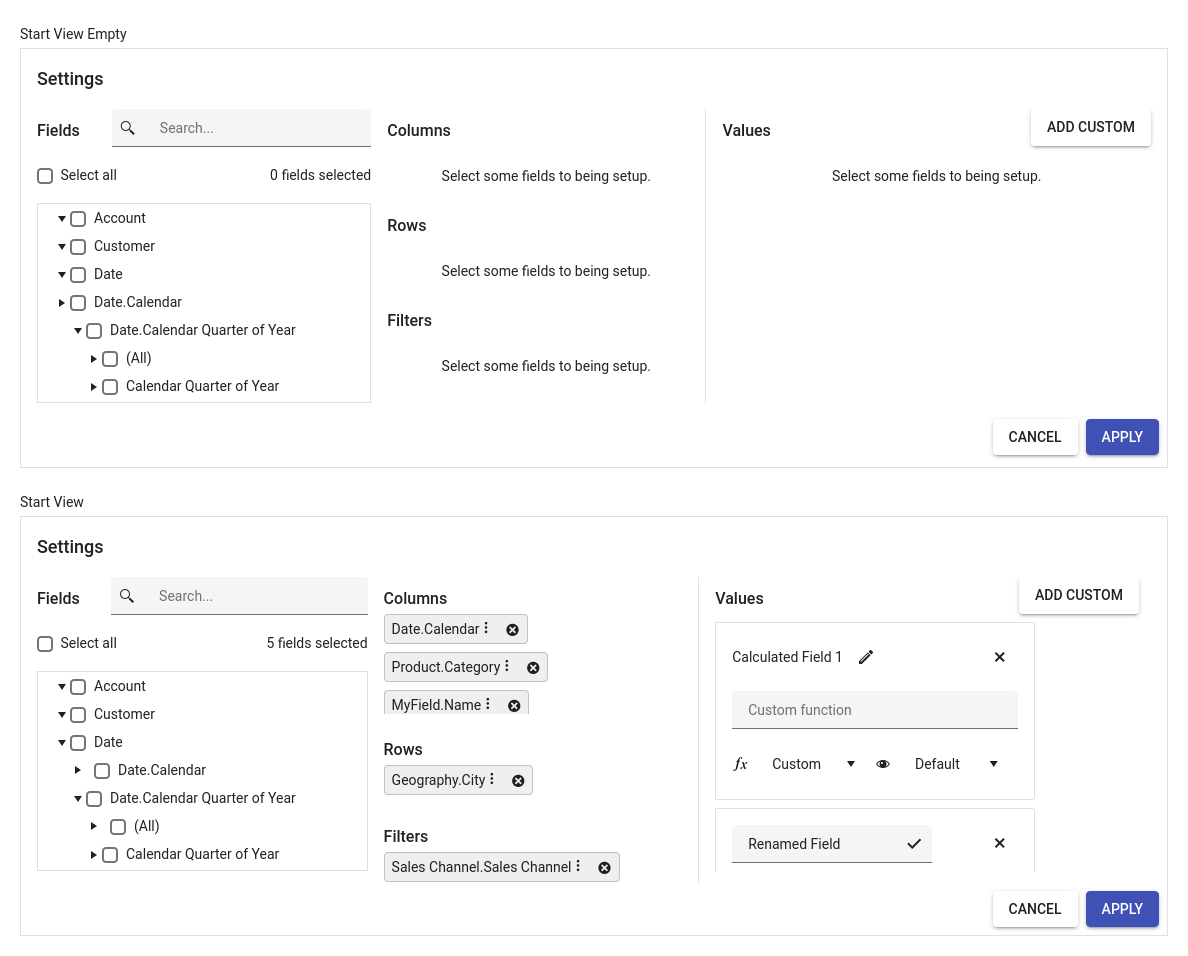 Start View Empty
Settings
Fields
Search...
Select all
0 fields selected
Account
Customer
Date
Date.Calendar
Date.Calendar Quarter of Year
(All)
Calendar Quarter of Year
Columns
Select some fields to being setup.
Rows
Select some fields to being setup.
Filters
Select some fields to being setup.
Values
ADD CUSTOM
Select some fields to being setup.
CANCEL
APPLY
Start View
Settings
Fields
Search...
Select all
5 fields selected
Account
Customer
Date
Date.Calendar
Date.Calendar Quarter of Year
(All)
Calendar Quarter of Year
Columns
Date.Calendar
Product.Category
MyField.Name
Rows
Geography.City
Filters
Sales Channel.Sales Channel
Values
ADD CUSTOM
Calculated Field 1
Custom function
fx Custom
Default
Renamed Field
CANCEL
APPLY